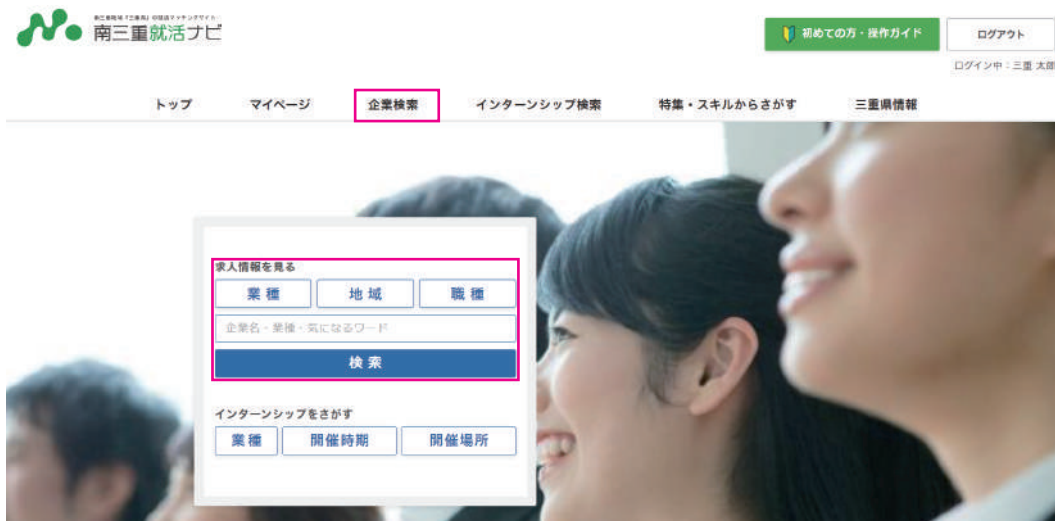 南三重就活ナビ
初めての方・操作ガイド
ログアウト
ログイン中：三重 太郎
トップ
マイページ
企業検索
インターンシップ検索
特集・スキルからさがす
三重県情報
求人情報を見る
業種
地域
職種
企業名・業種・気になるワード
検索
インターンシップをさがす
業種
開催時期
開催場所